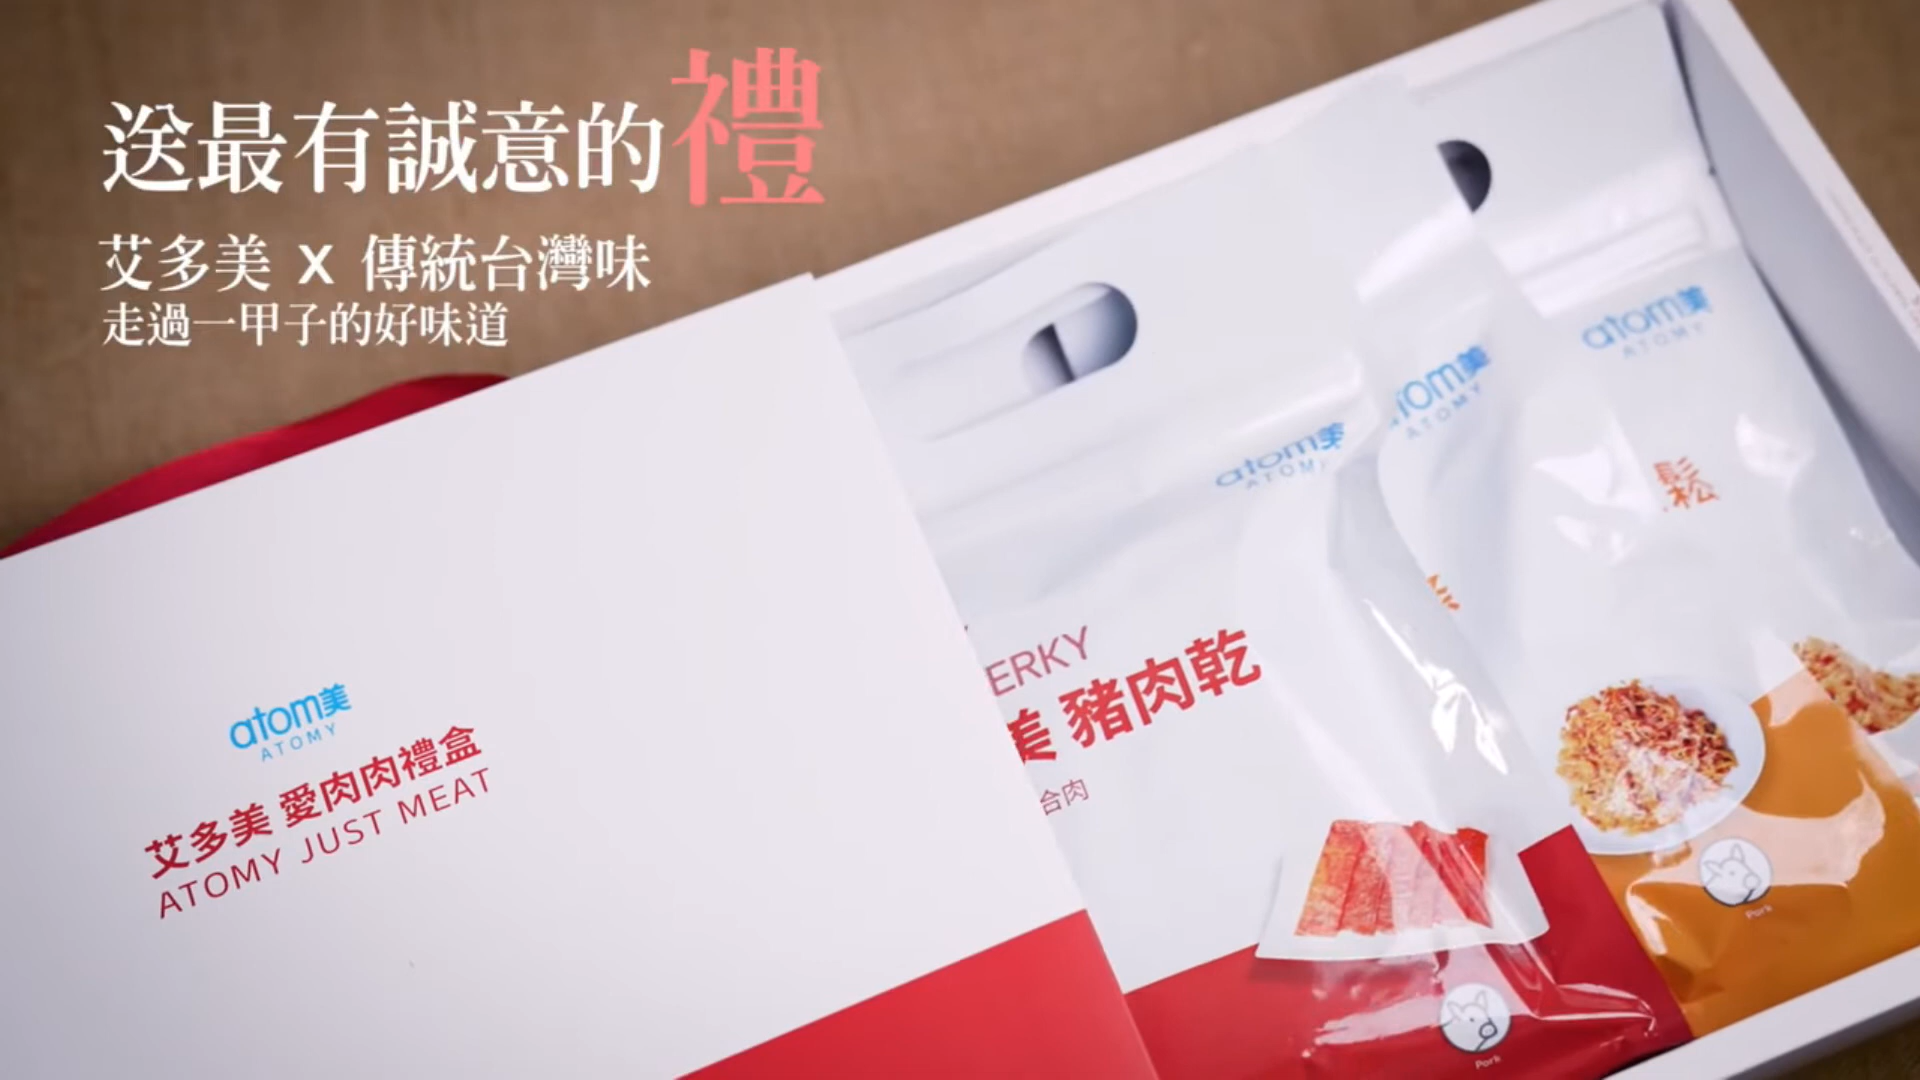 送最有誠意的禮
艾多美 X 傳統台灣味
走過一甲子的好味道
atom美
ATOMY
艾多美 愛肉肉禮盒
ATOMY JUST MEAT
atom美
ATOMY
ERKY
美 豬肉乾
合肉
Pork
tom美
ATOMY
atom美
ATOMY
鬆
Pork